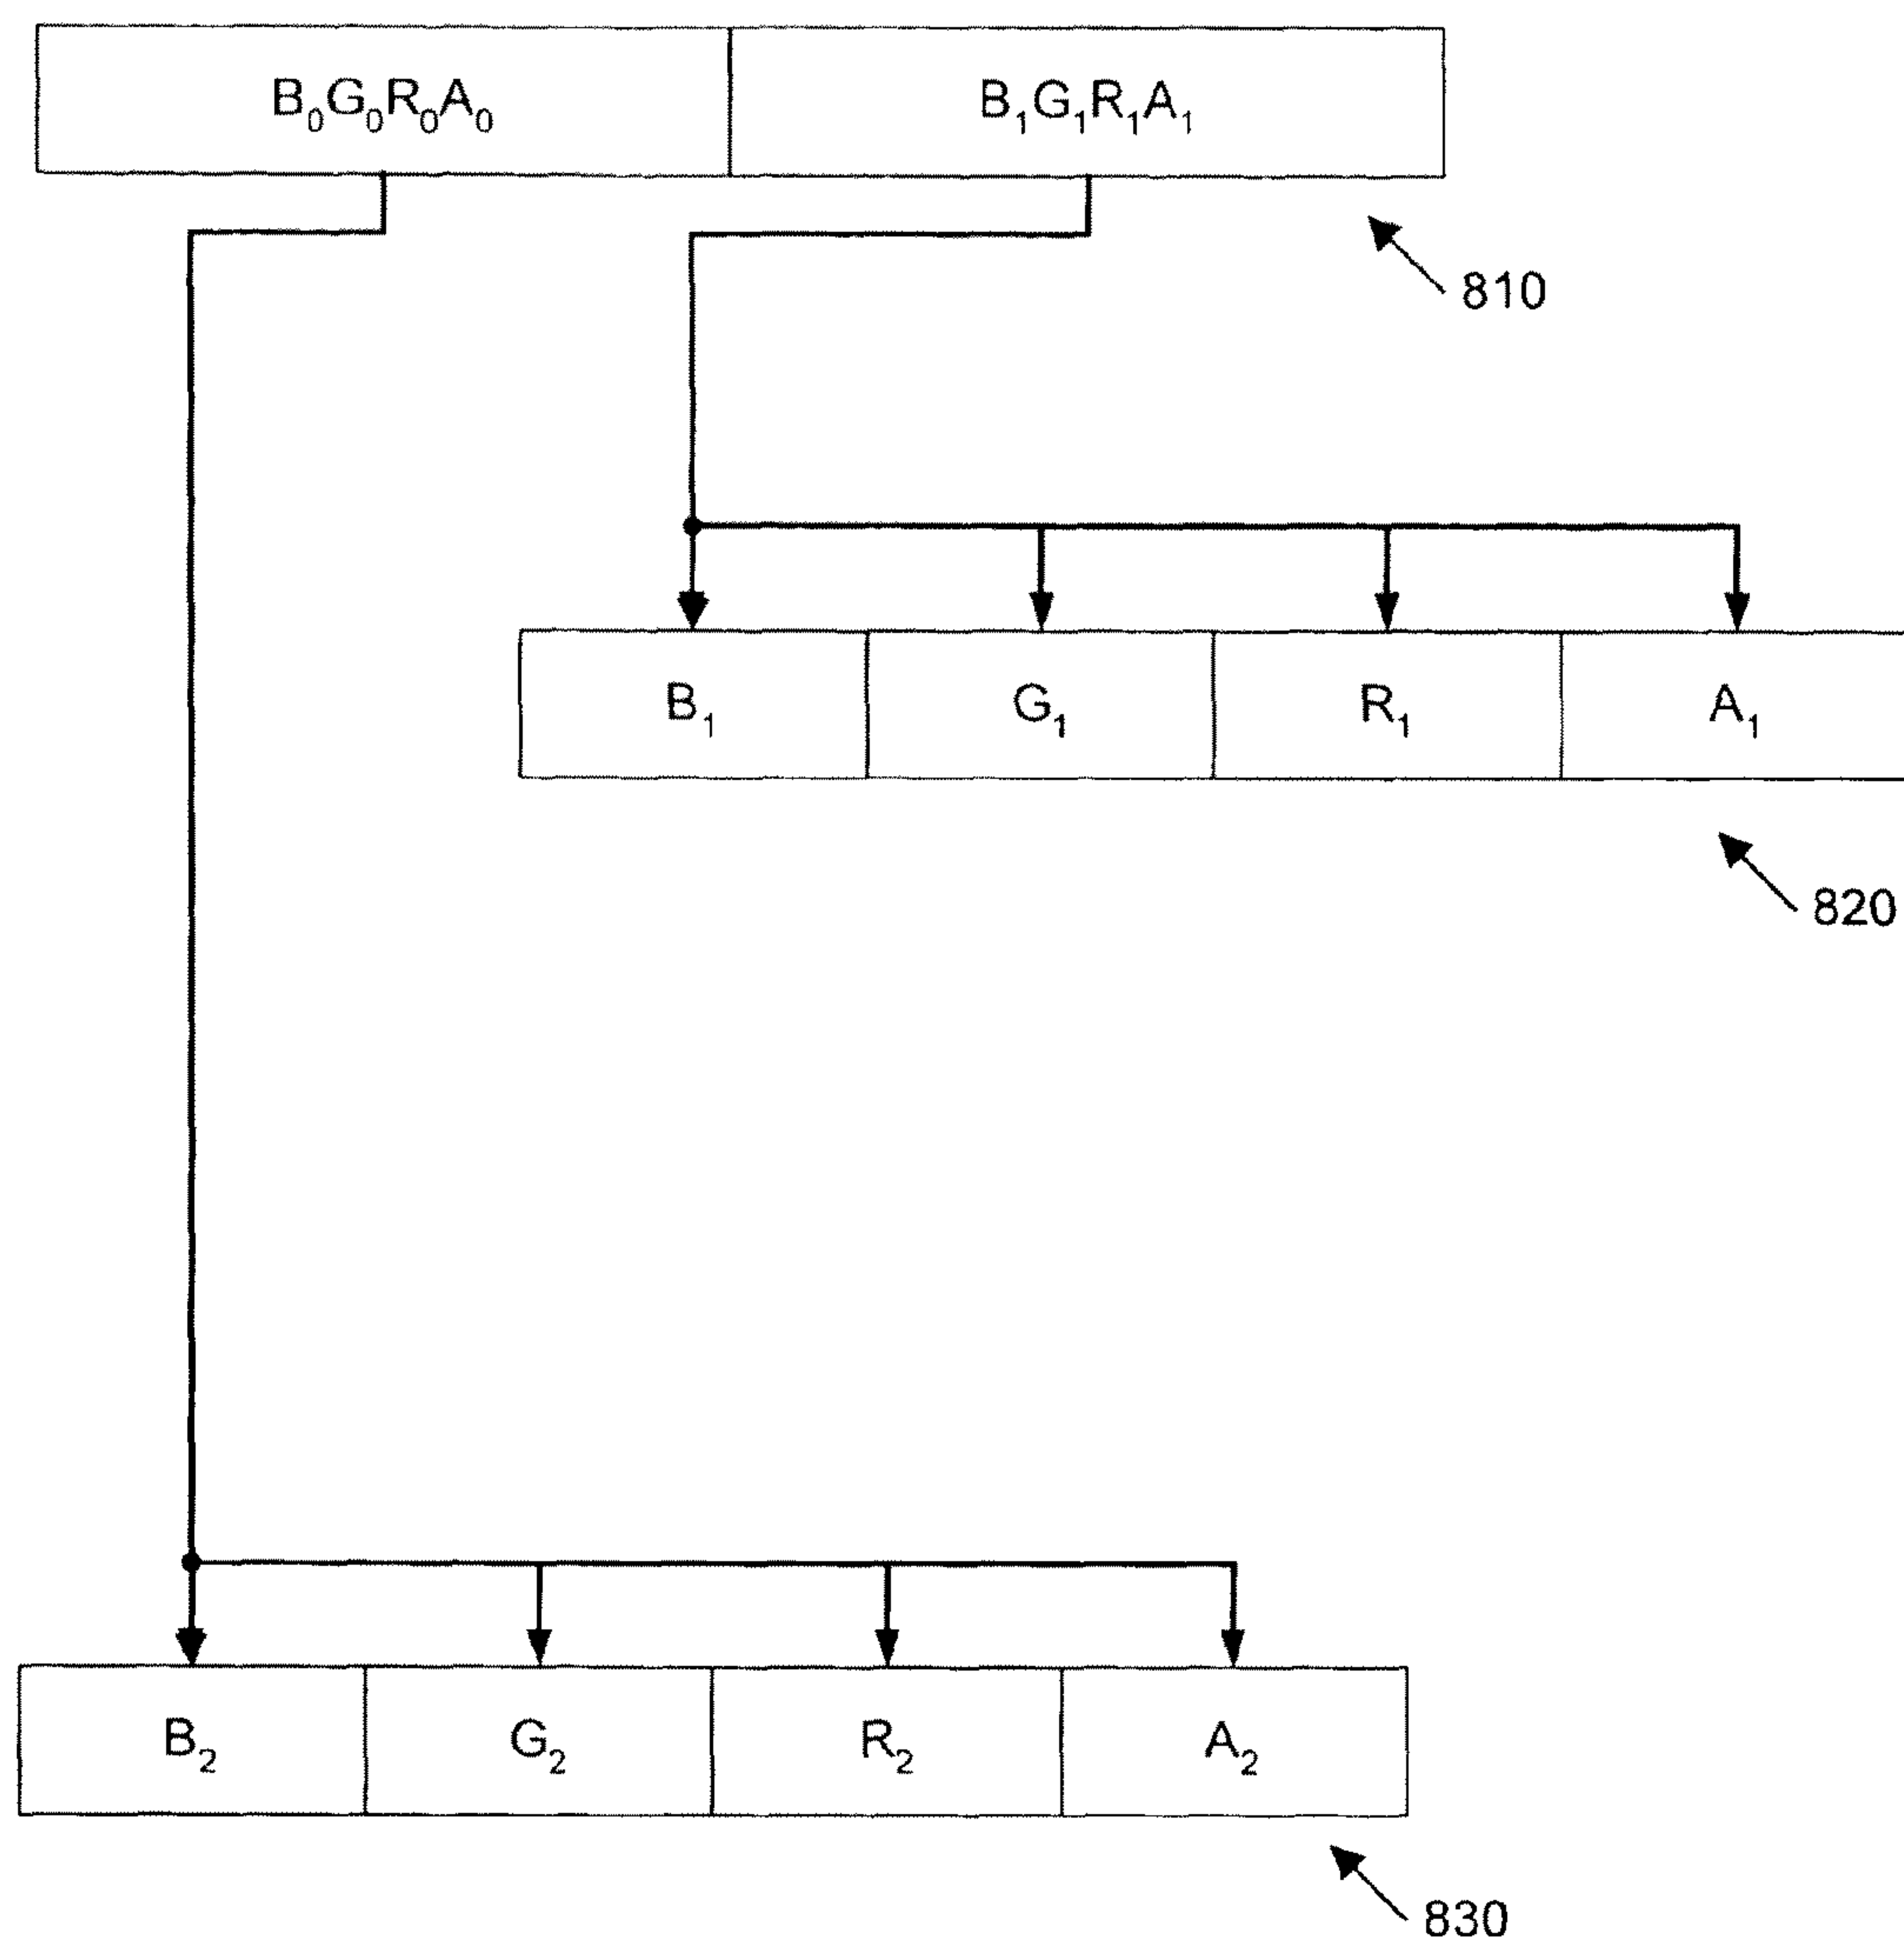 B₀G₀R₀A₀ B₁G₁R₁A₁
810
B₁ G₁ R₁ A₁
820
B₂ G₂ R₂ A₂
830